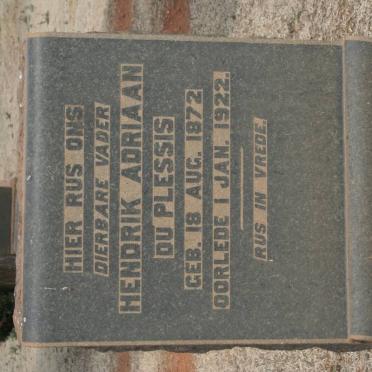 HIER RUS ONS
DIERBARE VADER
HENDRIK ADRIAAN
DU PLESSIS
GEB. 18 AUG. 1872
OORLEDE 1 JAN. 1922.
RUS IN VREDE.